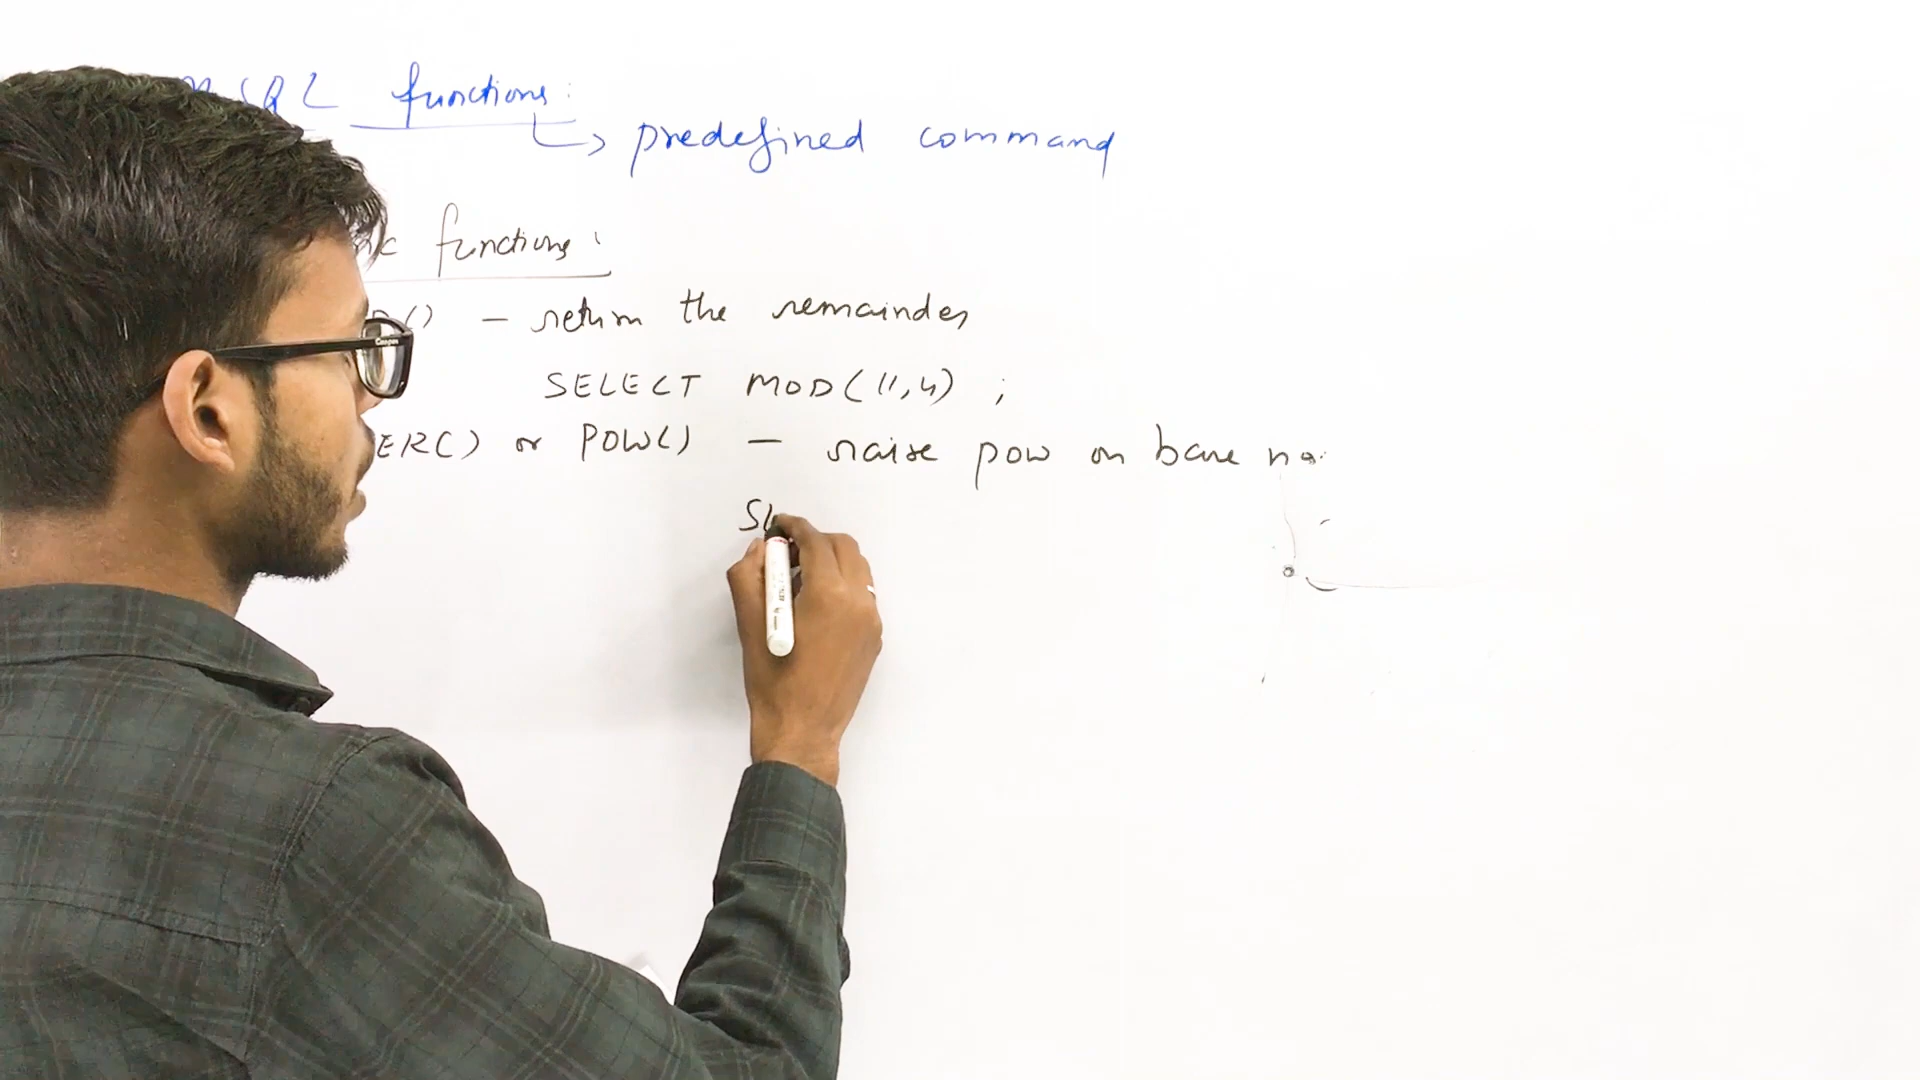 SQL functions:
↳ predefined command
functions:
() – return the remainder
SELECT MOD(11,4) ;
ER() or POW() – raise pow on base no.